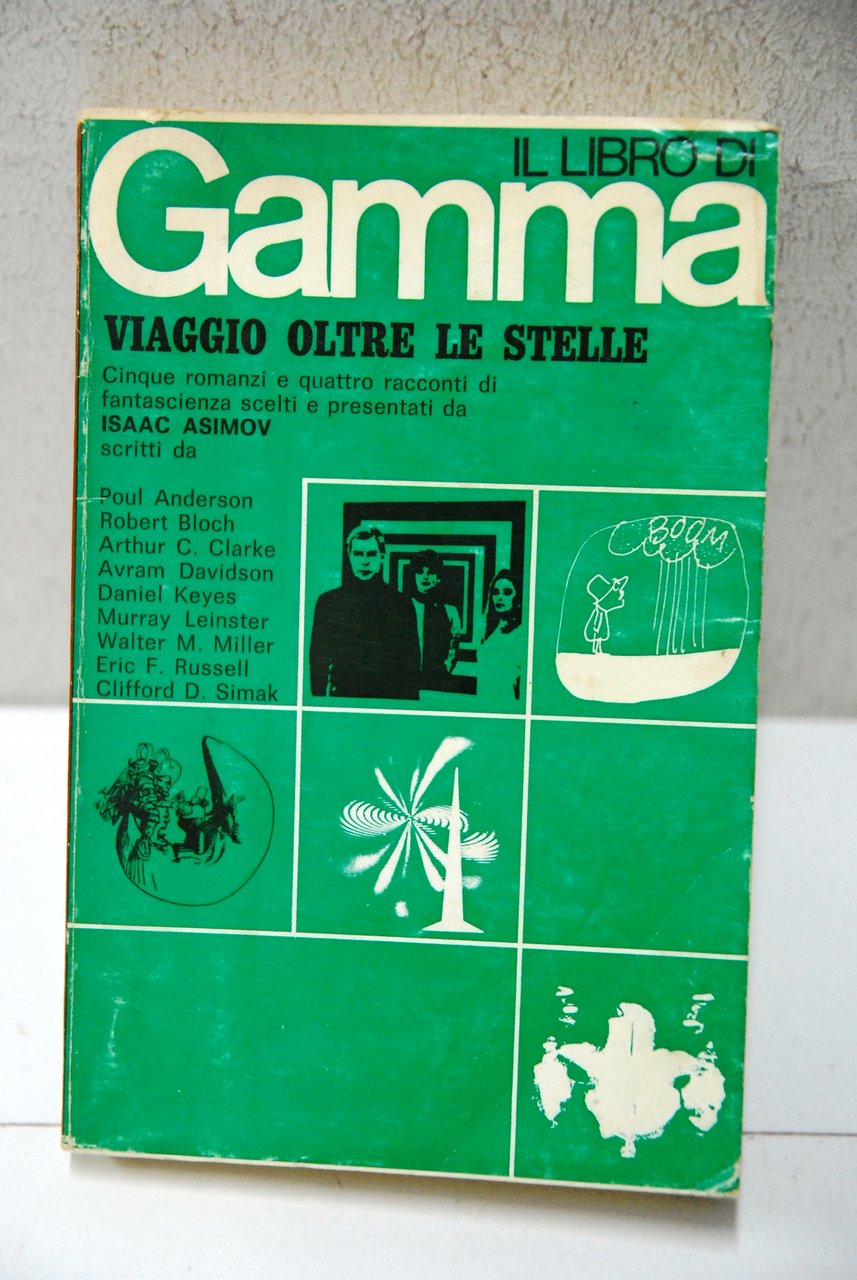 IL LIBRO DI
Gamma
VIAGGIO OLTRE LE STELLE
Cinque romanzi e quattro racconti di
fantascienza scelti e presentati da
ISAAC ASIMOV
scritti da
Poul Anderson
Robert Bloch
Arthur C. Clarke
Avram Davidson
Daniel Keyes
Murray Leinster
Walter M. Miller
Eric F. Russell
Clifford D. Simak
BOOM